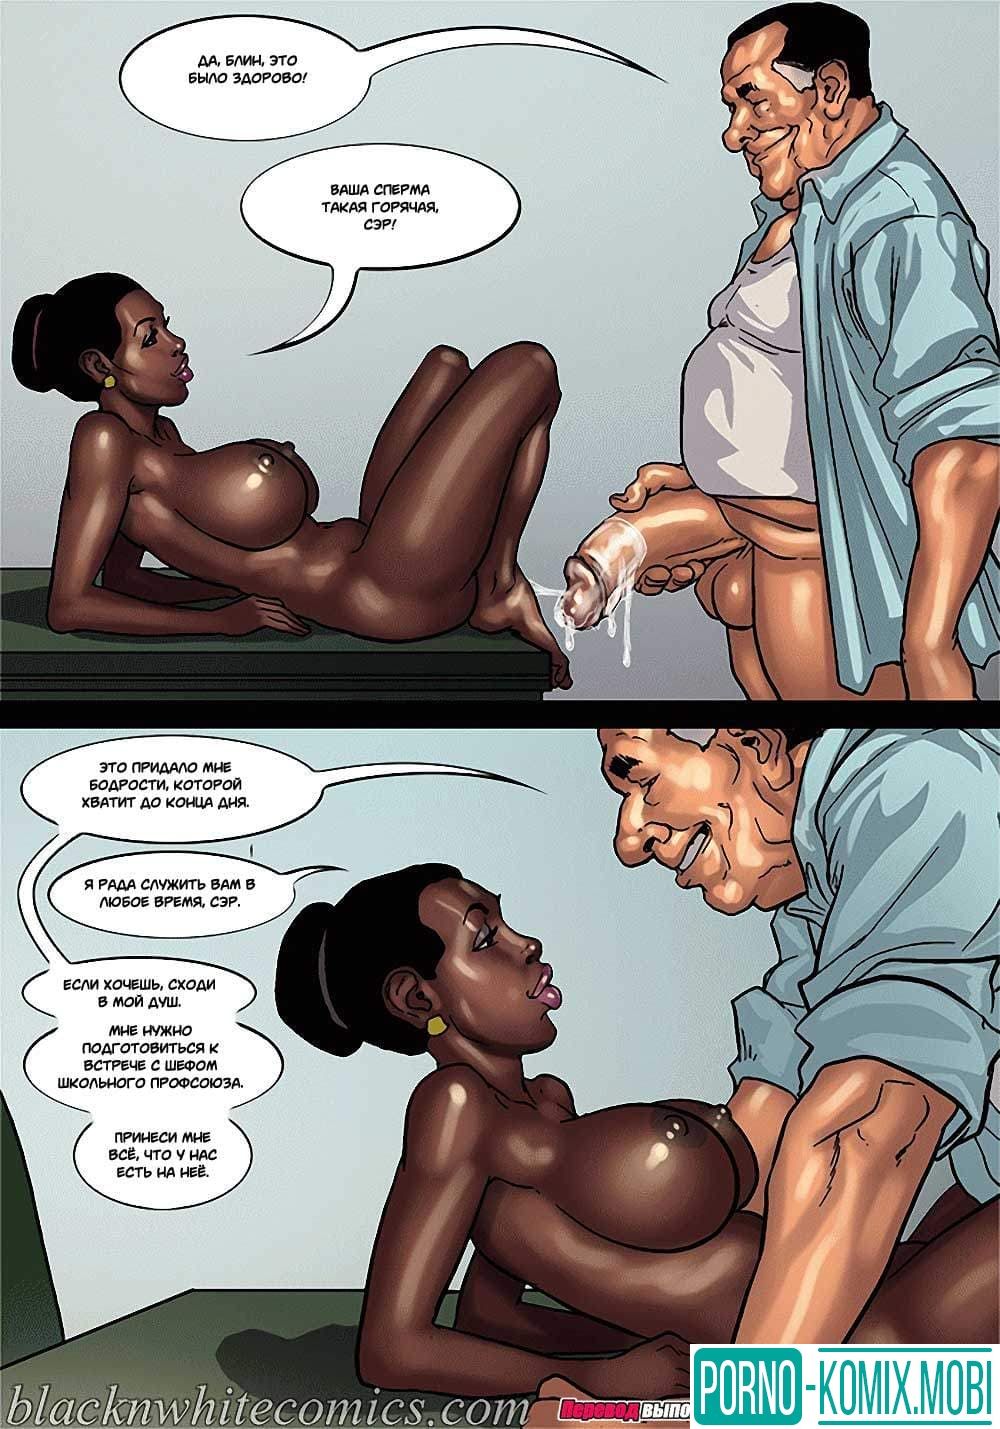 ДА, БЛИН, ЭТО
БЫЛО ЗДОРОВО!
ВАША СПЕРМА
ТАКАЯ ГОРЯЧАЯ,
СЭР!
ЭТО ПРИДАЛО МНЕ
БОДРОСТИ, КОТОРОЙ
ХВАТИТ ДО КОНЦА ДНЯ.
Я РАДА СЛУЖИТЬ ВАМ В
ЛЮБОЕ ВРЕМЯ, СЭР.
ЕСЛИ ХОЧЕШЬ, СХОДИ
В МОЙ ДУШ.
МНЕ НУЖНО
ПОДГОТОВИТЬСЯ К
ВСТРЕЧЕ С ШЕФОМ
ШКОЛЬНОГО ПРОФСОЮЗА.
ПРИНЕСИ МНЕ
ВСЁ, ЧТО У НАС
ЕСТЬ НА НЕЁ.
blacknwhitecomics.com
Перевод
PORNO-KOMIX.MOBI